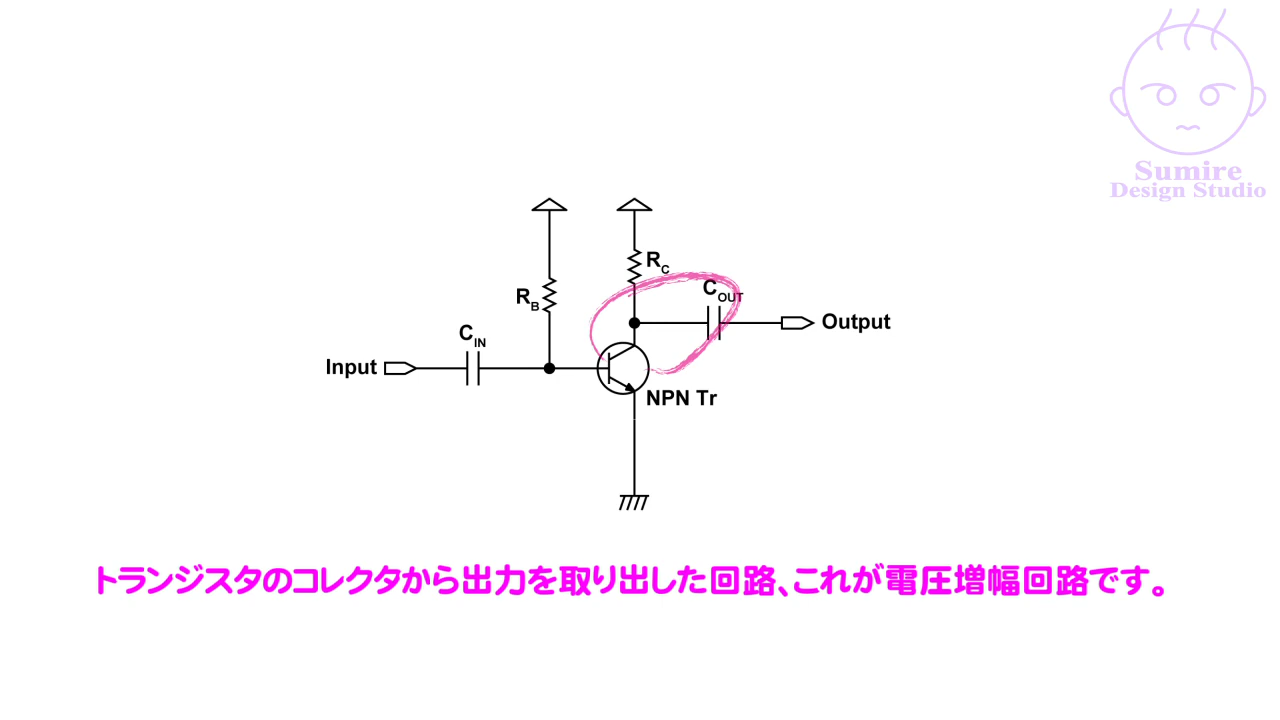 Sumire
Design Studio
RC
COUT
RB
Output
CIN
Input
NPN Tr
トランジスタのコレクタから出力を取り出した回路、これが電圧増幅回路です。